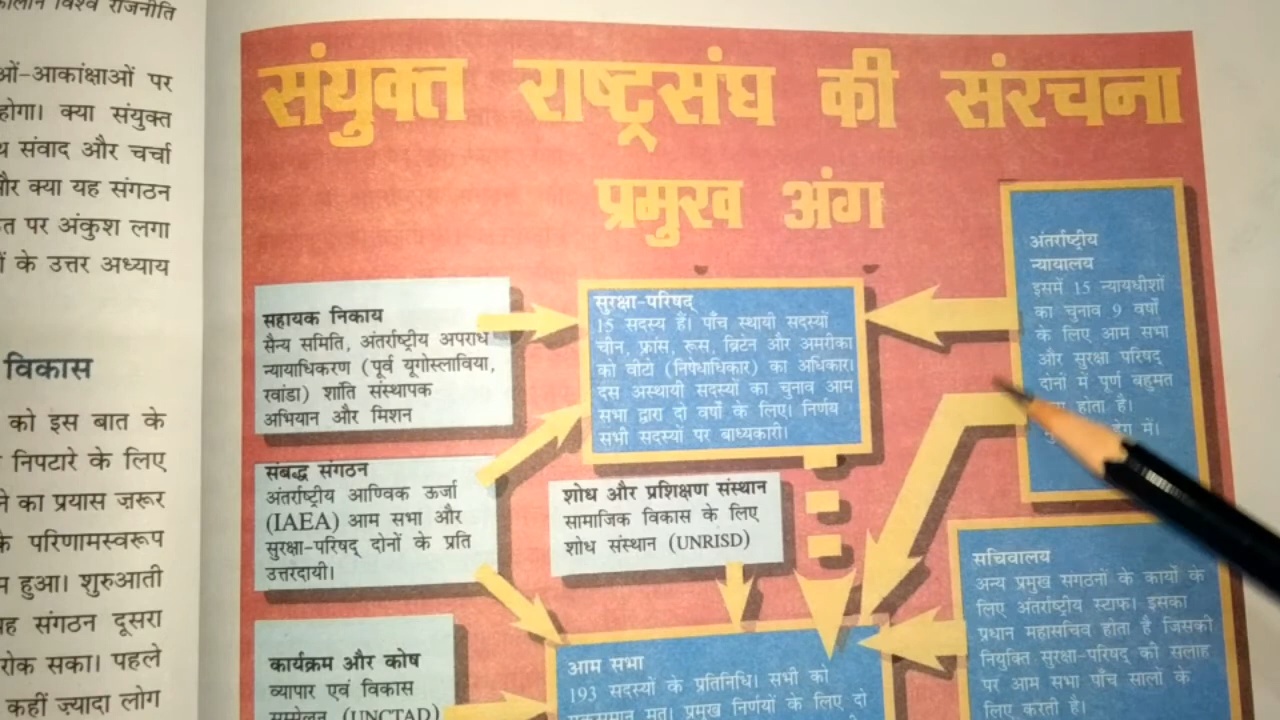 विश्व राजनीति
ओं-आकांक्षाओं पर
होगा। क्या संयुक्त
संवाद और चर्चा
और क्या यह संगठन
पर अंकुश लगा
के उत्तर अध्याय
विकास
को इस बात के
निपटारे के लिए
का प्रयास ज़रूर
के परिणामस्वरूप
हुआ। शुरुआती
यह संगठन दूसरा
रोक सका। पहले
कहीं ज़्यादा लोग
संयुक्त राष्ट्रसंघ की संरचना
प्रमुख अंग
सहायक निकाय
सैन्य समिति, अंतर्राष्ट्रीय अपराध
न्यायाधिकरण (पूर्व यूगोस्लाविया,
रवांडा) शांति संस्थापक
अभियान और मिशन
सुरक्षा-परिषद्
15 सदस्य हैं। पाँच स्थायी सदस्यों
चीन, फ्रांस, रूस, ब्रिटेन और अमरीका
को वीटो (निषेधाधिकार) का अधिकार।
दस अस्थायी सदस्यों का चुनाव आम
सभा द्वारा दो वर्षों के लिए। निर्णय
सभी सदस्यों पर बाध्यकारी।
अंतर्राष्ट्रीय
न्यायालय
इसमें 15 न्यायधीशों
का चुनाव 9 वर्षों
के लिए आम सभा
और सुरक्षा परिषद्
दोनों में पूर्ण बहुमत
होता है।
में।
संबद्ध संगठन
अंतर्राष्ट्रीय आण्विक ऊर्जा
(IAEA) आम सभा और
सुरक्षा-परिषद् दोनों के प्रति
उत्तरदायी।
शोध और प्रशिक्षण संस्थान
सामाजिक विकास के लिए
शोध संस्थान (UNRISD)
सचिवालय
अन्य प्रमुख संगठनों के कार्यों के
लिए अंतर्राष्ट्रीय स्टाफ। इसका
प्रधान महासचिव होता है जिसकी
नियुक्ति सुरक्षा-परिषद् की सलाह
पर आम सभा पाँच सालों के
लिए करती है।
कार्यक्रम और कोष
व्यापार एवं विकास
सम्मेलन (UNCTAD)
आम सभा
193 सदस्यों के प्रतिनिधि। सभी को
एकसमान मत। प्रमुख निर्णयों के लिए दो